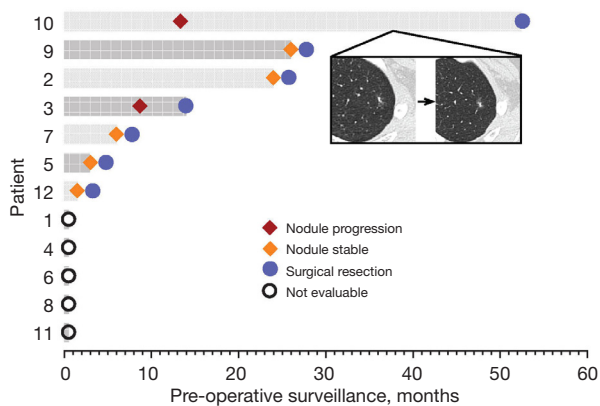 10
9
2
3
7
5
12
1
4
6
8
11
Patient
Nodule progression
Nodule stable
Surgical resection
Not evaluable
0 10 20 30 40 50 60
Pre-operative surveillance, months